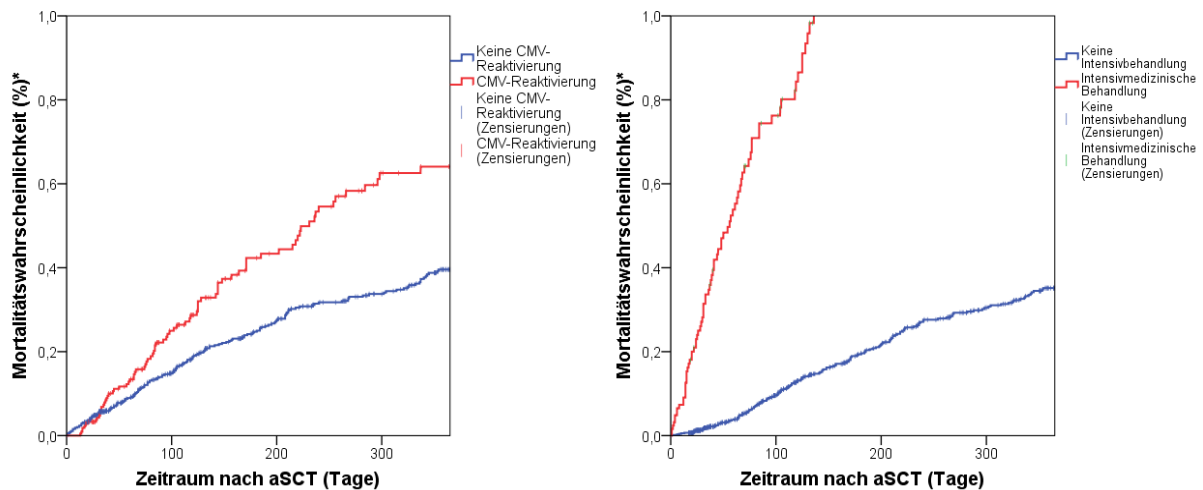 Mortalitätswahrscheinlichkeit (%)*
1,0
0,8
0,6
0,4
0,2
0,0
0
100
200
300
Zeitraum nach aSCT (Tage)
Keine CMV-
Reaktivierung
CMV-Reaktivierung
Keine CMV-
Reaktivierung
(Zensierungen)
CMV-Reaktivierung
(Zensierungen)
Mortalitätswahrscheinlichkeit (%)*
1,0
0,8
0,6
0,4
0,2
0,0
0
100
200
300
Zeitraum nach aSCT (Tage)
Keine
Intensivbehandlung
Intensivmedizinische
Behandlung
Keine
Intensivbehandlung
(Zensierungen)
Intensivmedizinische
Behandlung
(Zensierungen)